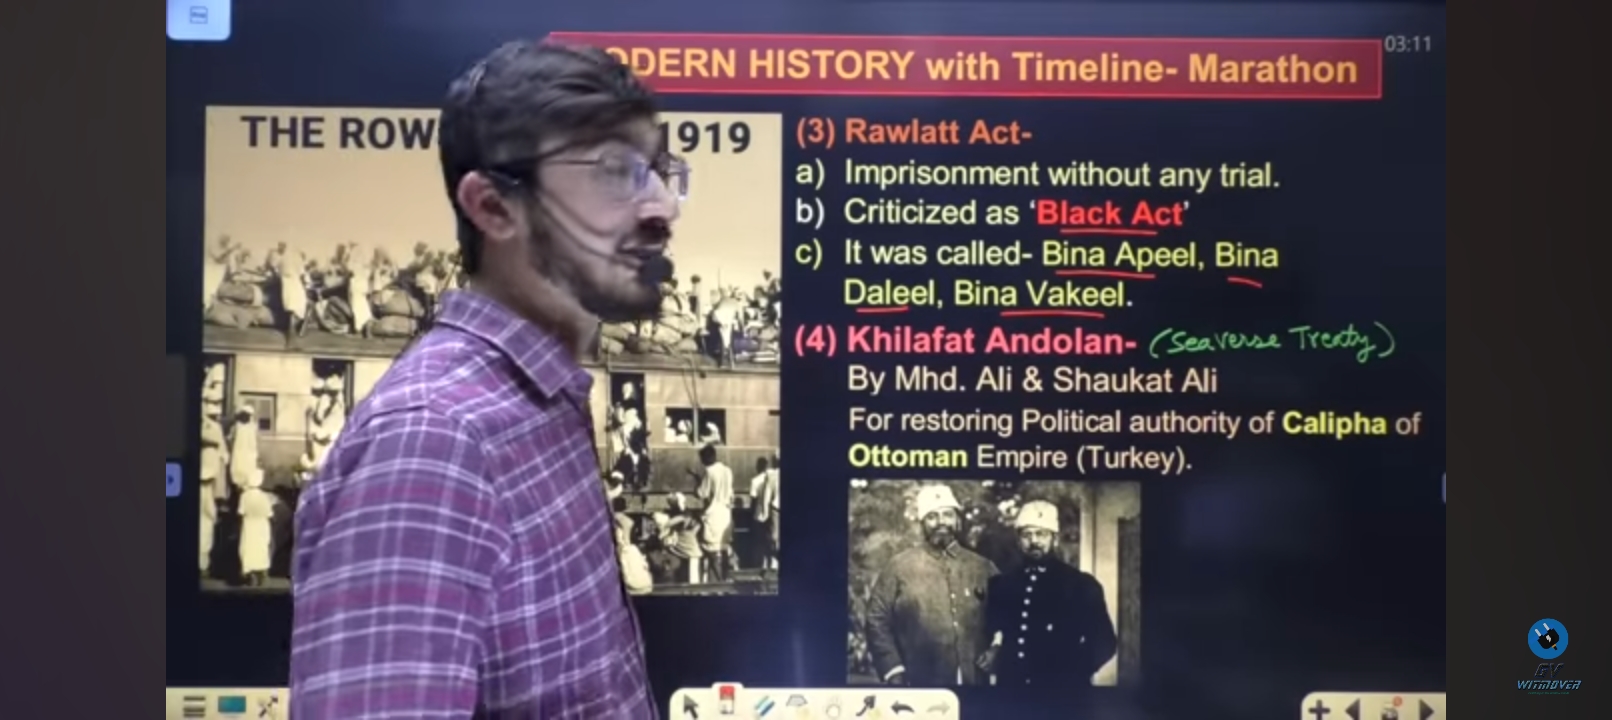 ODERN HISTORY with Timeline- Marathon
03:11
THE ROW 1919
(3) Rawlatt Act-
a) Imprisonment without any trial.
b) Criticized as ‘Black Act’
c) It was called- Bina Apeel, Bina
Daleel, Bina Vakeel.
(4) Khilafat Andolan- (Seaverse Treaty)
By Mhd. Ali & Shaukat Ali
For restoring Political authority of Calipha of
Ottoman Empire (Turkey).
WITMOVER